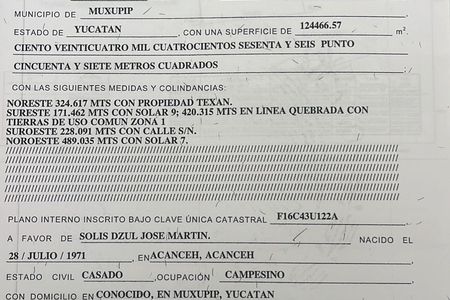 MUNICIPIO DE MUXUPIP
ESTADO DE YUCATAN , CON UNA SUPERFICIE DE 124466.57 m².
CIENTO VEINTICUATRO MIL CUATROCIENTOS SESENTA Y SEIS PUNTO
CINCUENTA Y SIETE METROS CUADRADOS ;
CON LAS SIGUIENTES MEDIDAS Y COLINDANCIAS:
NORESTE 324.617 MTS CON PROPIEDAD TEXAN.
SURESTE 171.462 MTS CON SOLAR 9; 420.315 MTS EN LÍNEA QUEBRADA CON
TIERRAS DE USO COMUN ZONA 1
SUROESTE 228.091 MTS CON CALLE S/N.
NOROESTE 489.035 MTS CON SOLAR 7.
PLANO INTERNO INSCRITO BAJO CLAVE ÚNICA CATASTRAL F16C43U122A
A FAVOR DE SOLIS DZUL JOSE MARTIN. NACIDO EL
28 / JULIO / 1971 , EN ACANCEH, ACANCEH
ESTADO CIVIL CASADO , OCUPACIÓN CAMPESINO
CON DOMICILIO EN CONOCIDO, EN MUXUPIP, YUCATAN